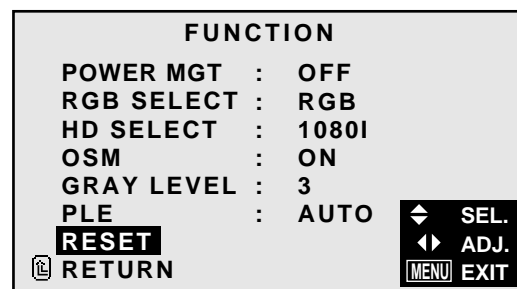 FUNCTION
POWER MGT : OFF
RGB SELECT : RGB
HD SELECT : 1080I
OSM : ON
GRAY LEVEL : 3
PLE : AUTO
RESET
RETURN
SEL.
ADJ.
MENU EXIT